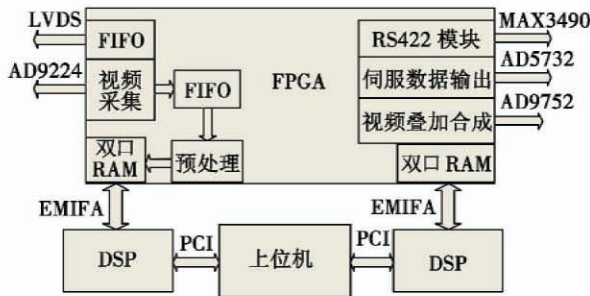 LVDS
MAX3490
FIFO
RS422 模块
AD5732
AD9224
视频
采集
FIFO
FPGA
伺服数据输出
AD9752
视频叠加合成
双口
RAM
预处理
双口 RAM
EMIFA
EMIFA
DSP
PCI
上位机
PCI
DSP